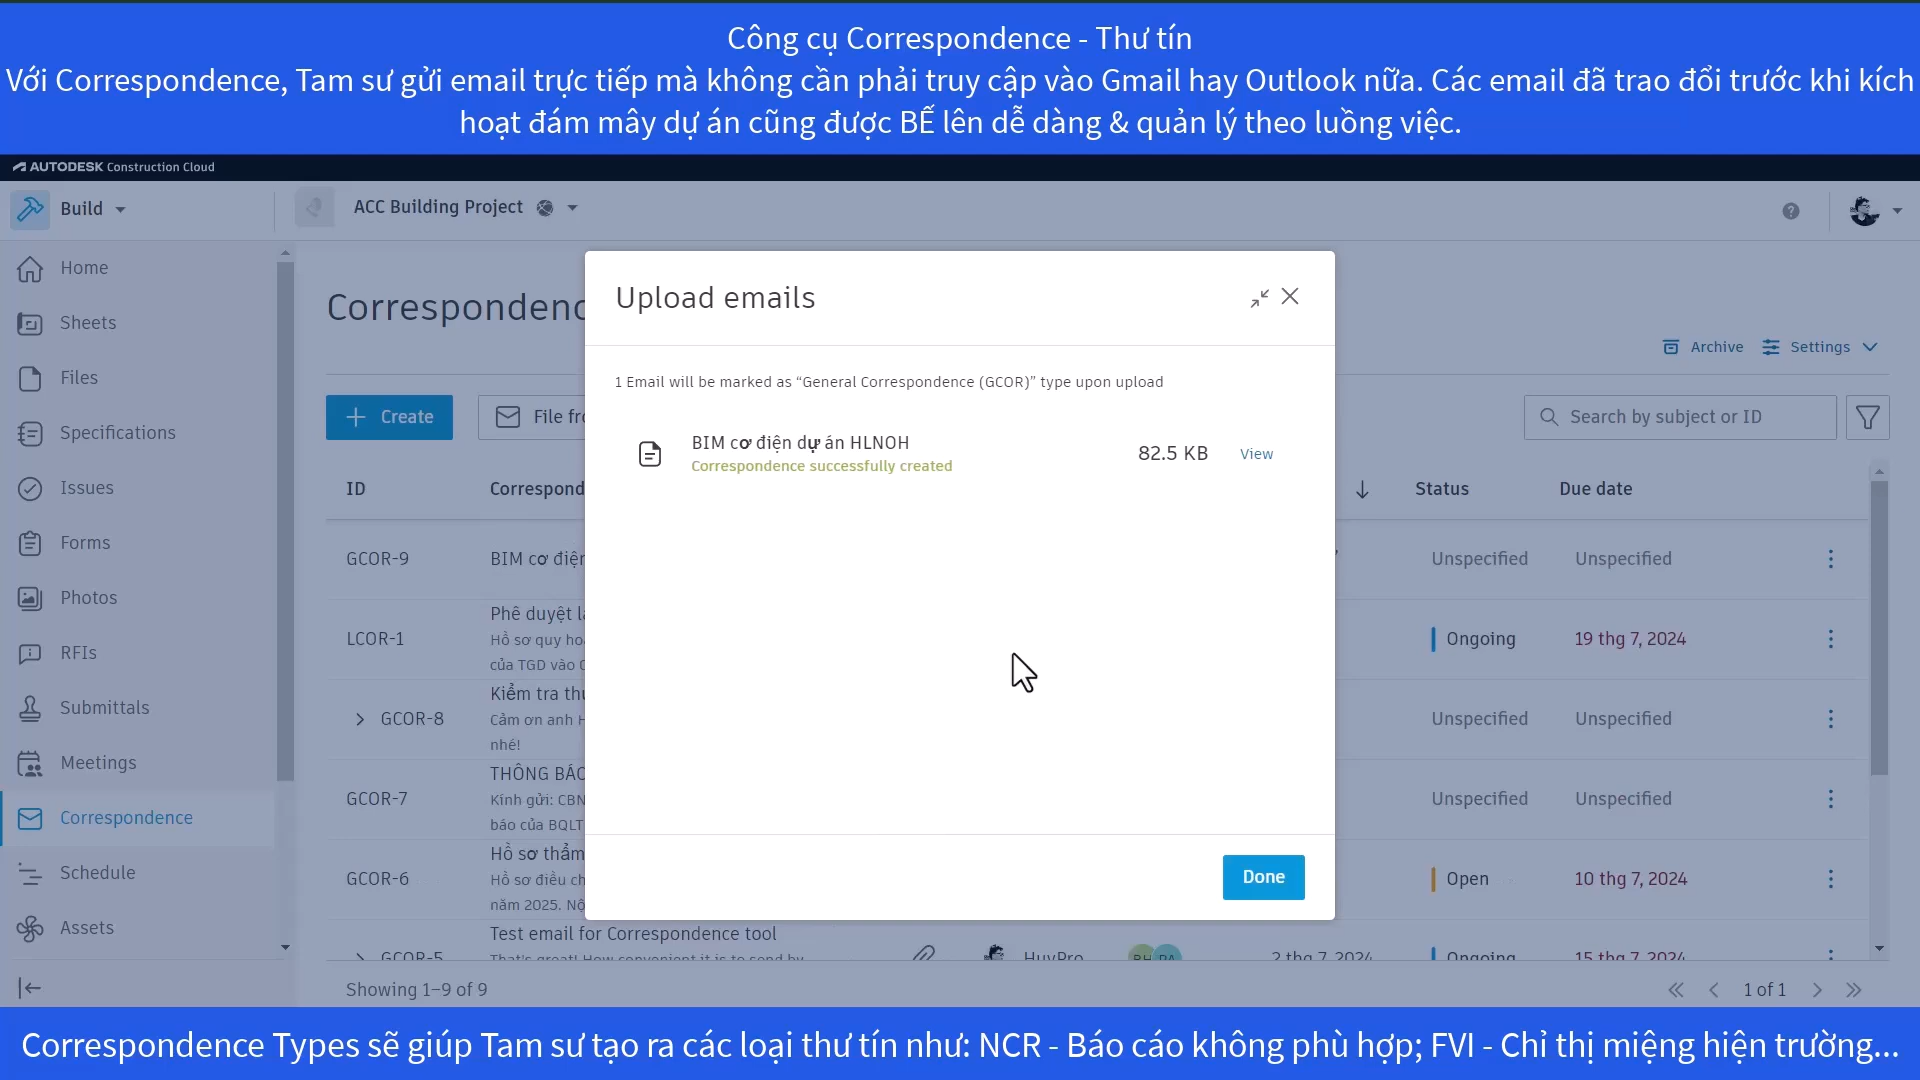 Công cụ Correspondence - Thư tín
Với Correspondence, Tam sư gửi email trực tiếp mà không cần phải truy cập vào Gmail hay Outlook nữa. Các email đã trao đổi trước khi kích
hoạt đám mây dự án cũng được BẾ lên dễ dàng & quản lý theo luồng việc.
AUTODESK Construction Cloud
Build
ACC Building Project
Home
Sheets
Files
Specifications
Issues
Forms
Photos
RFIs
Submittals
Meetings
Correspondence
Schedule
Assets
Archive
Settings
Create
Search by subject or ID
ID
Status
Due date
GCOR-9
BIM cơ
Unspecified
Unspecified
LCOR-1
Phê duyệt
Hồ sơ quy
của TGD vào
Ongoing
19 thg 7, 2024
GCOR-8
Kiểm tra
Cảm ơn anh
nhé!
Unspecified
Unspecified
GCOR-7
THÔNG BÁO
Kính gửi: CBN
báo của BQLT
Unspecified
Unspecified
GCOR-6
Hồ sơ thẩm
Hồ sơ điều
năm 2025.
Open
10 thg 7, 2024
GCOR-5
Test email for Correspondence tool
That's great! How convenient it is to send by
HuyPro
2 thg 7, 2024
Ongoing
15 thg 7, 2024
Showing 1–9 of 9
1 of 1
Upload emails
1 Email will be marked as “General Correspondence (GCOR)” type upon upload
BIM cơ điện dự án HLNOH
Correspondence successfully created
82.5 KB
View
Done
Correspondence Types sẽ giúp Tam sư tạo ra các loại thư tín như: NCR - Báo cáo không phù hợp; FVI - Chỉ thị miệng hiện trường...